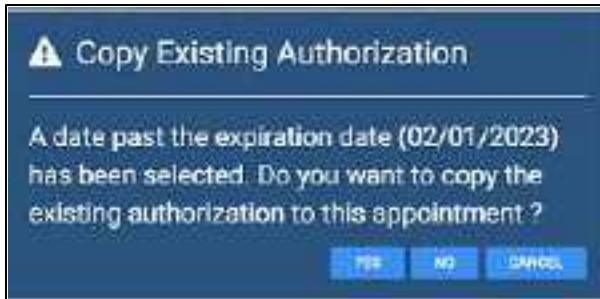 Copy Existing Authorization
A date past the expiration date (02/01/2023)
has been selected. Do you want to copy the
existing authorization to this appointment ?
YES NO CANCEL